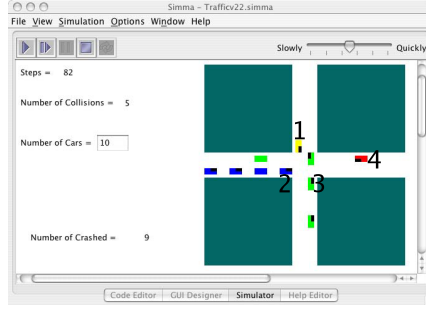 Simma - Trafficv22.simma
File View Simulation Options Window Help
Slowly Quickly
Steps = 82
Number of Collisions = 5
Number of Cars = 10
1
4
2 3
Number of Crashed = 9
Code Editor GUI Designer Simulator Help Editor